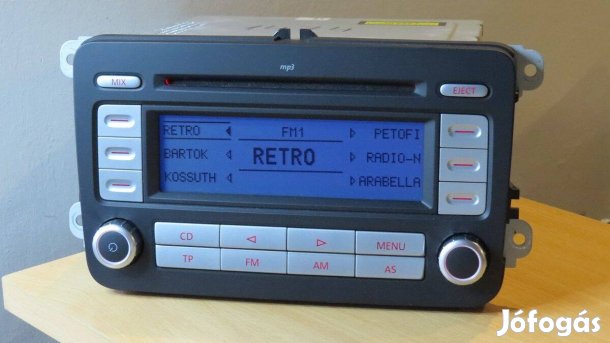 mp3
MIX
EJECT
RETRO FM1 PETOFI
BARTOK RETRO RADIO-N
KOSSUTH ARABELLA
CD MENU
TP FM AM AS
Jófogás